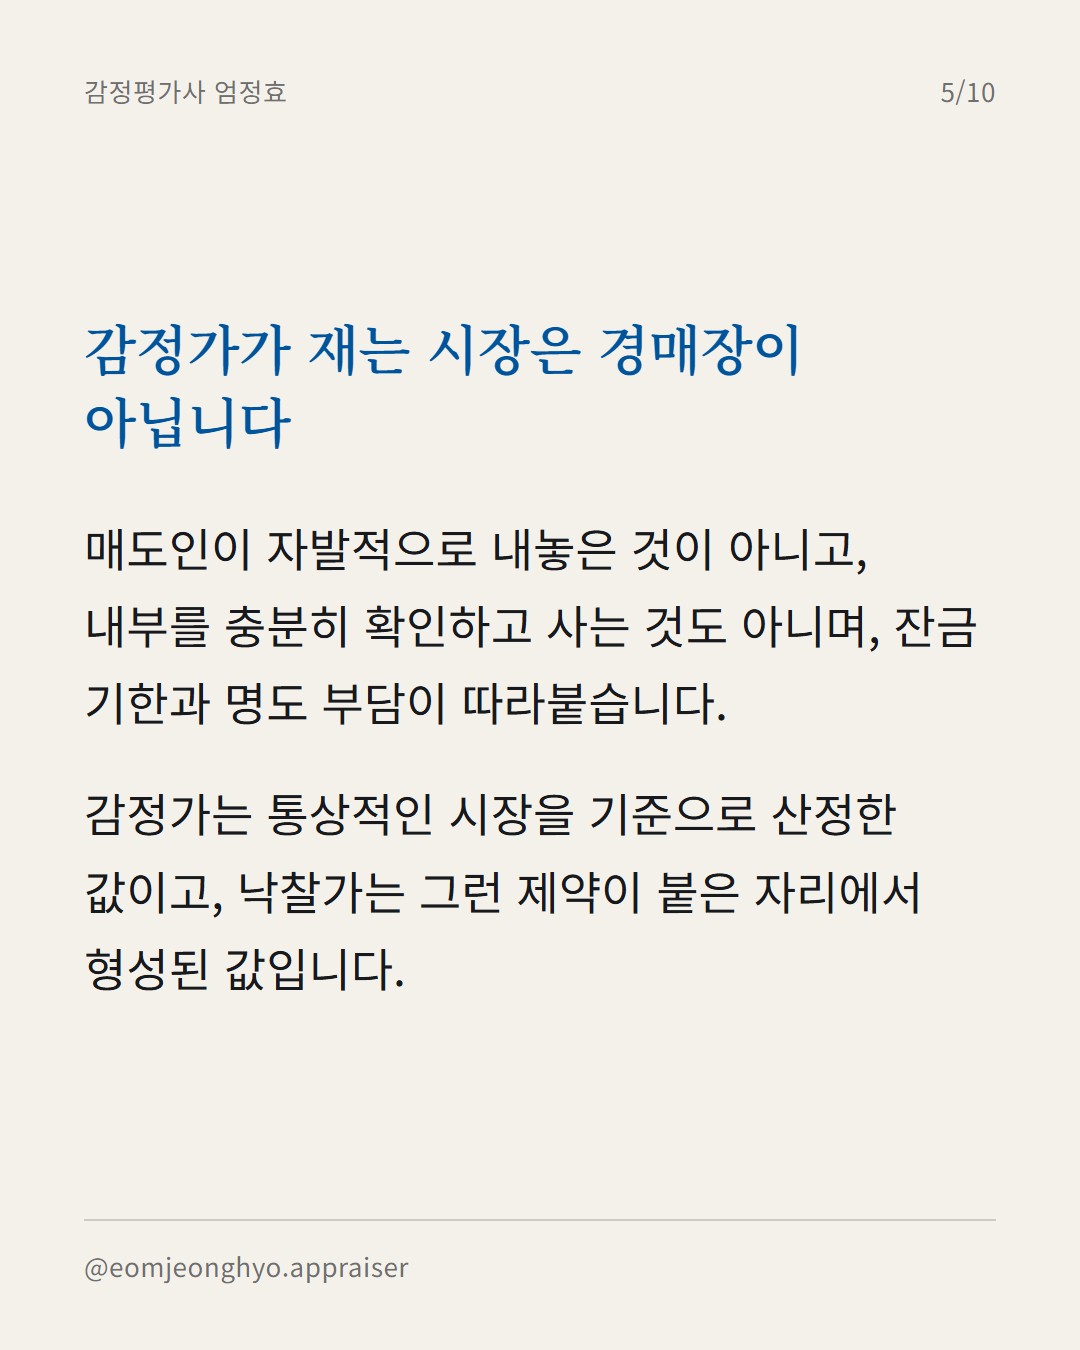 감정평가사 엄정효
5/10
감정가가 재는 시장은 경매장이
아닙니다
매도인이 자발적으로 내놓은 것이 아니고,
내부를 충분히 확인하고 사는 것도 아니며, 잔금
기한과 명도 부담이 따라붙습니다.
감정가는 통상적인 시장을 기준으로 산정한
값이고, 낙찰가는 그런 제약이 붙은 자리에서
형성된 값입니다.
@eomjeonghyo.appraiser